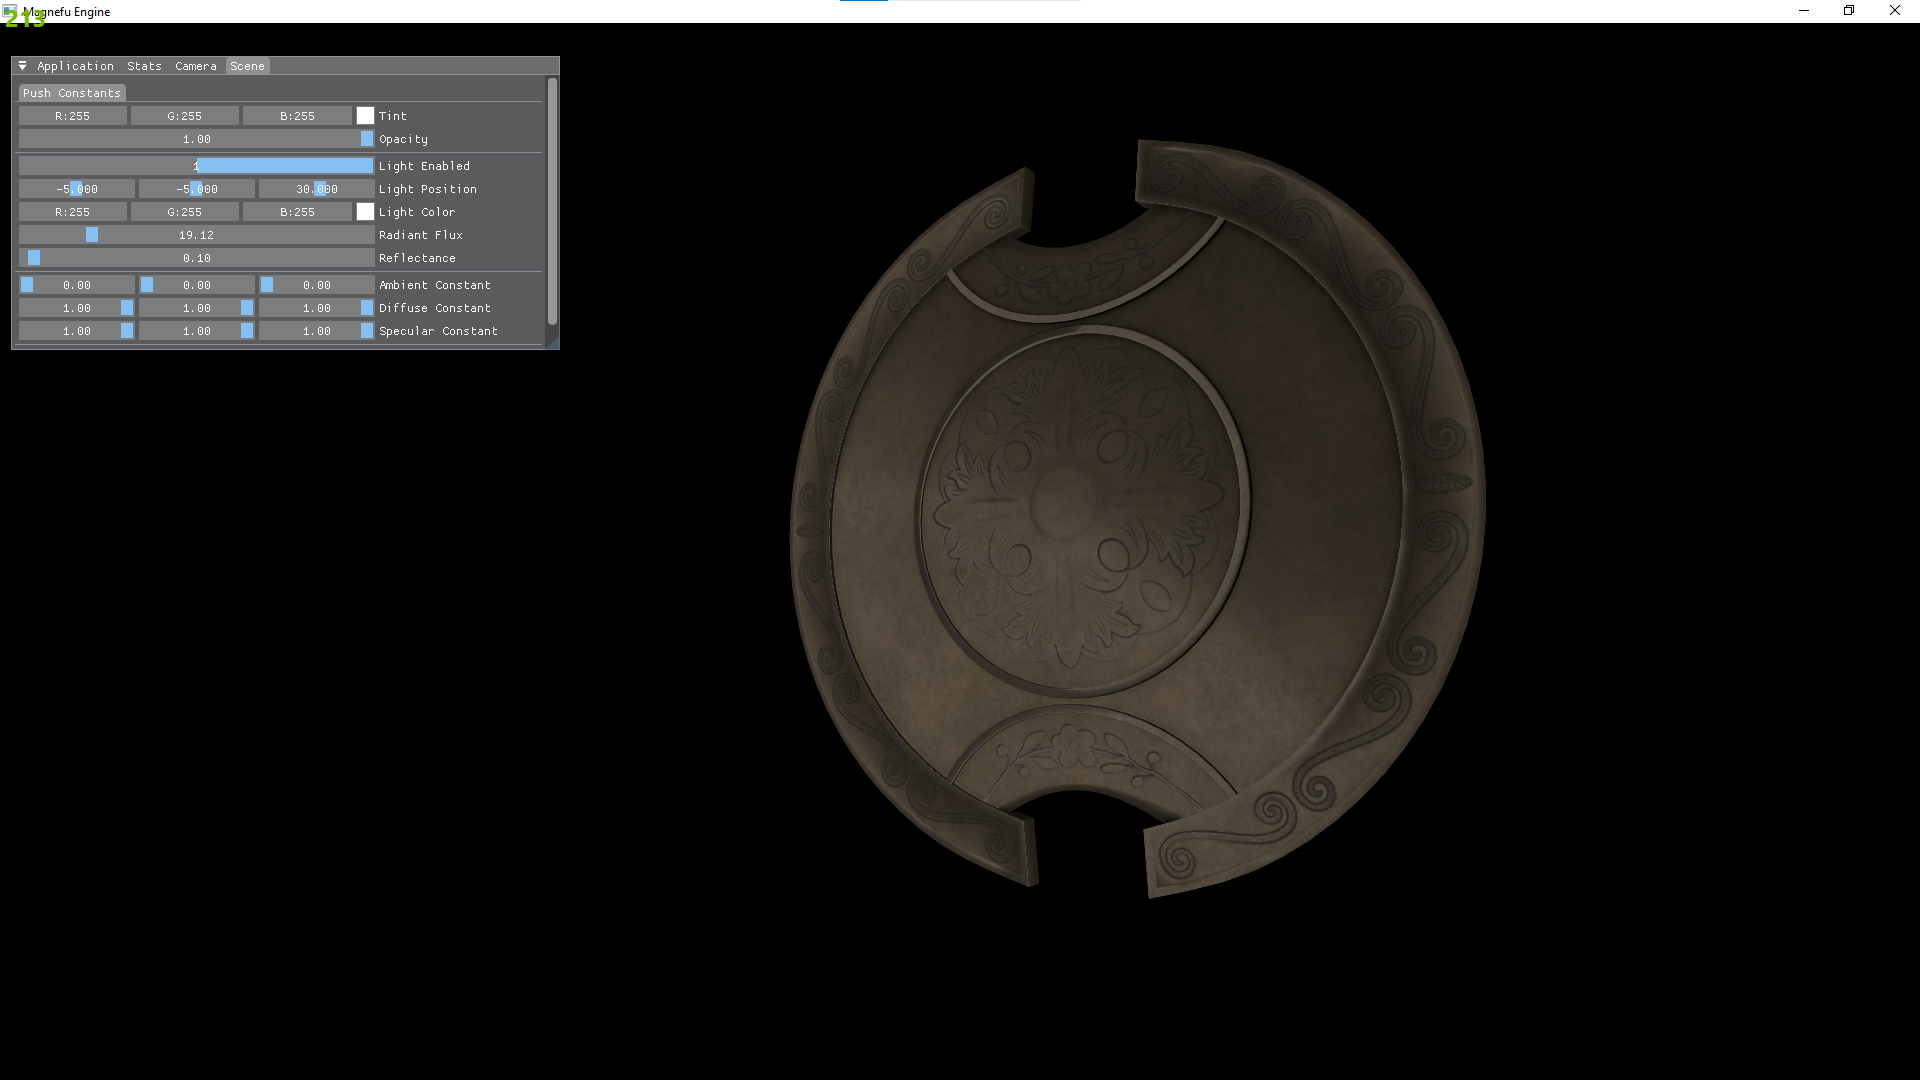 Magnefu Engine
213
Application Stats Camera Scene
Push Constants
R:255 G:255 B:255 Tint
1.00 Opacity
1 Light Enabled
-5.000 -5.000 30.000 Light Position
R:255 G:255 B:255 Light Color
19.12 Radiant Flux
0.10 Reflectance
0.00 0.00 0.00 Ambient Constant
1.00 1.00 1.00 Diffuse Constant
1.00 1.00 1.00 Specular Constant